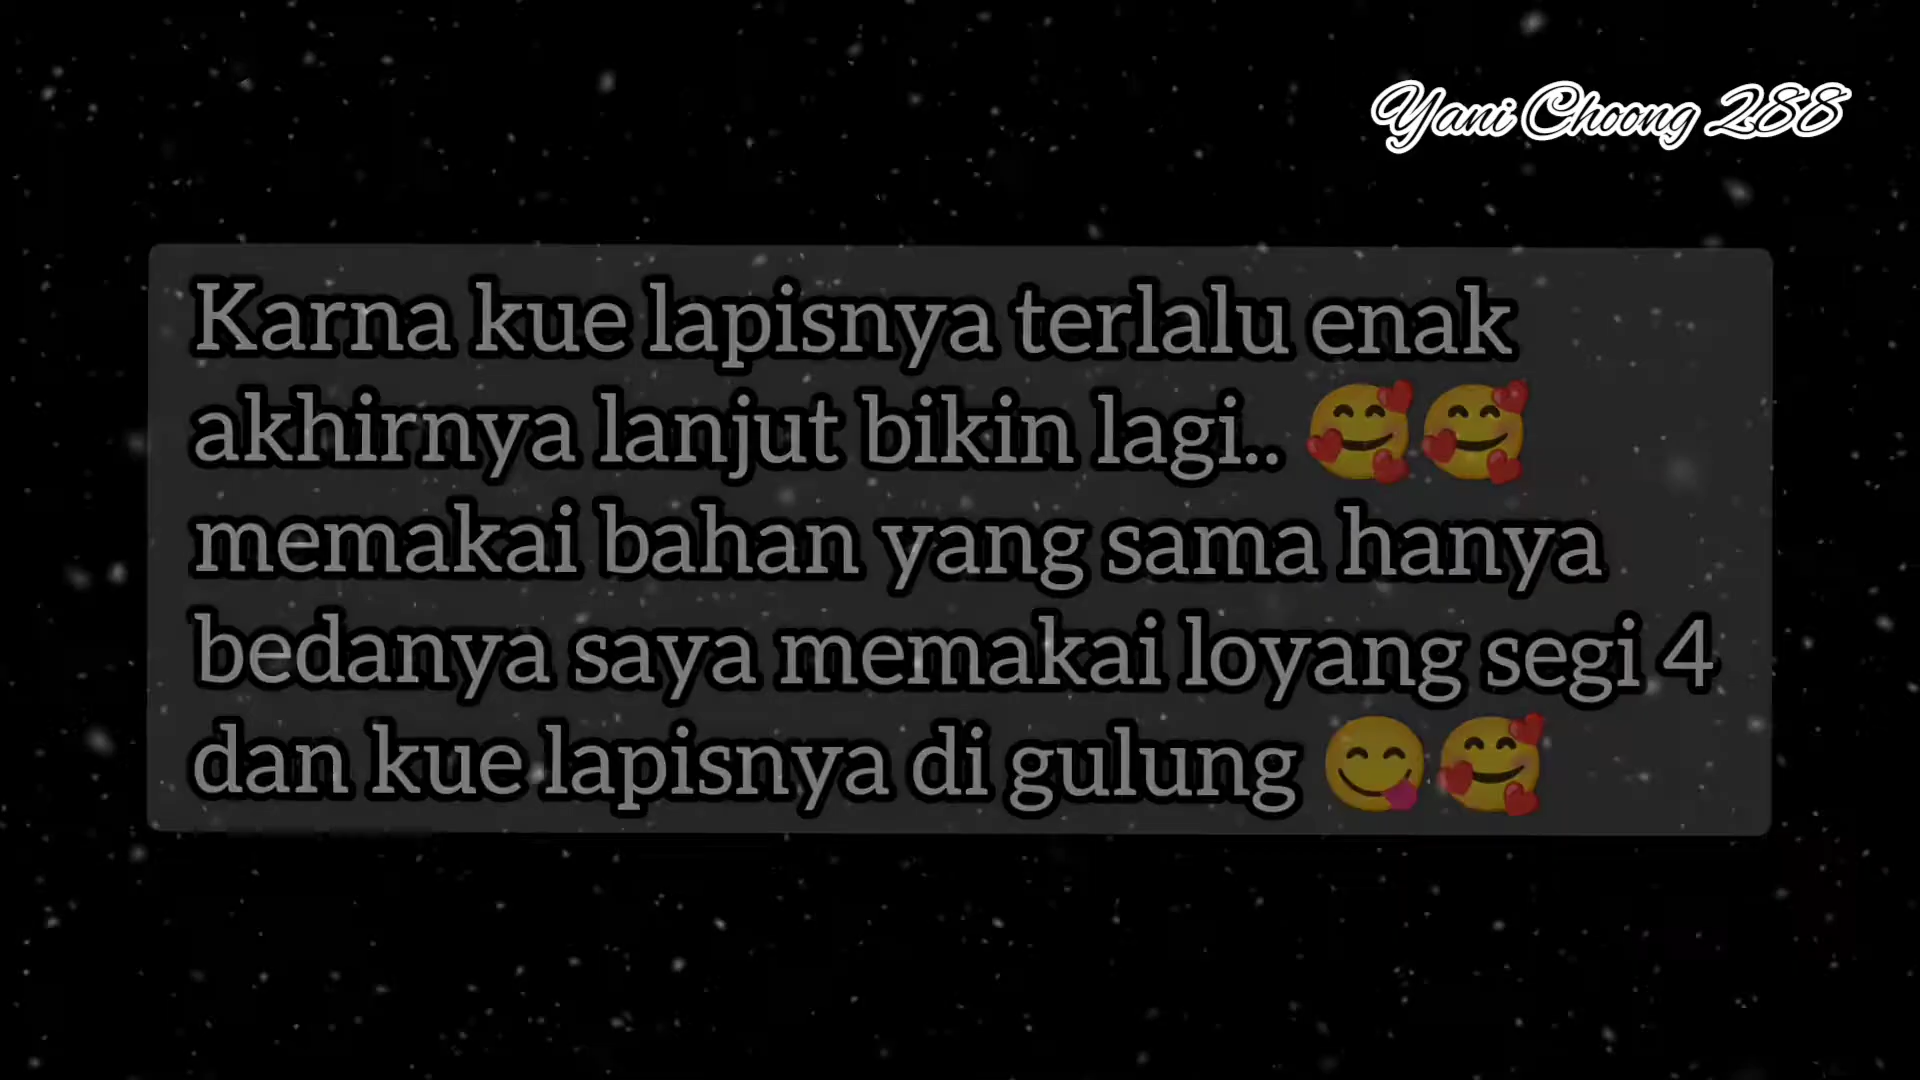 Yani Choong 288
Karna kue lapisnya terlalu enak
akhirnya lanjut bikin lagi.. 🥰🥰
memakai bahan yang sama hanya
bedanya saya memakai loyang segi 4
dan kue lapisnya di gulung 😋🥰